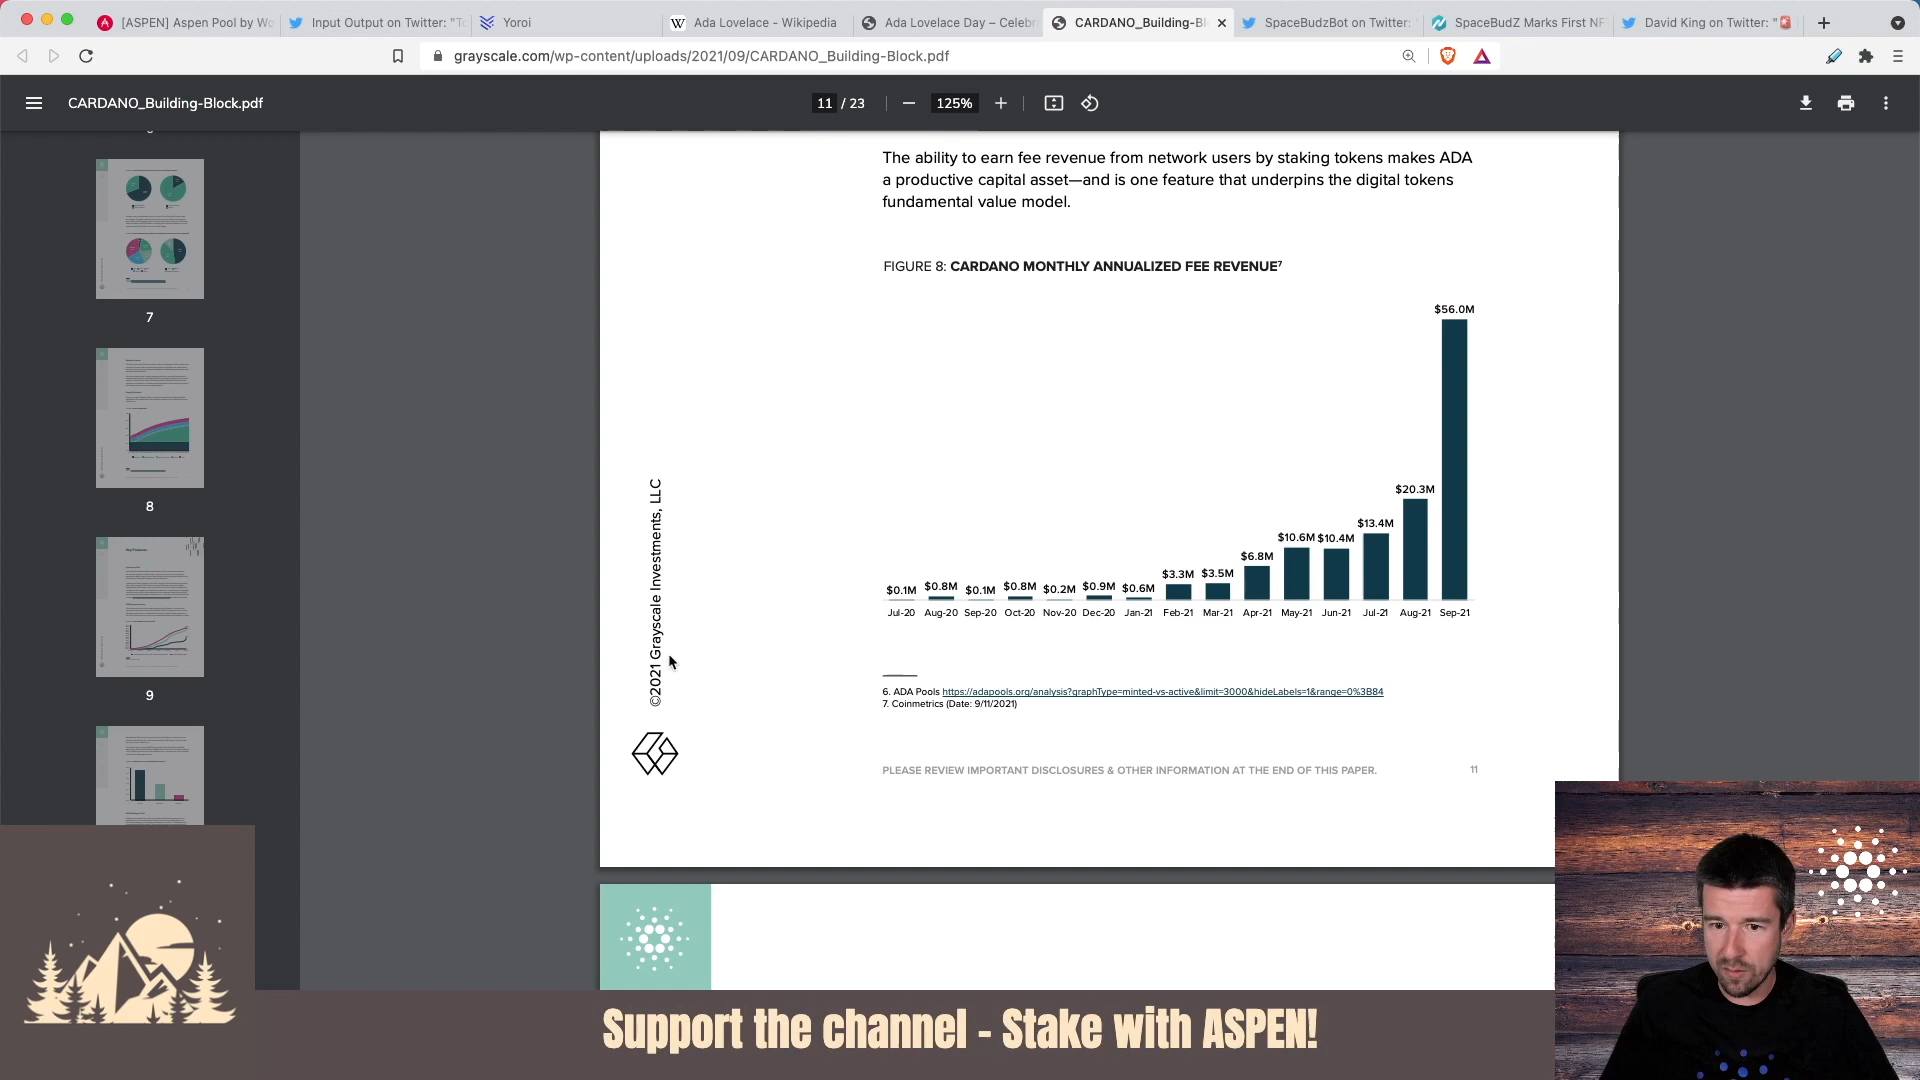 [ASPEN] Aspen Pool by Wo
Input Output on Twitter: "To
Yoroi
Ada Lovelace - Wikipedia
Ada Lovelace Day – Celebr
CARDANO_Building-Bl
SpaceBudzBot on Twitter:
SpaceBudZ Marks First NF
David King on Twitter: "🚨
grayscale.com/wp-content/uploads/2021/09/CARDANO_Building-Block.pdf
CARDANO_Building-Block.pdf
11 / 23
125%
7
8
9
The ability to earn fee revenue from network users by staking tokens makes ADA
a productive capital asset—and is one feature that underpins the digital tokens
fundamental value model.
FIGURE 8: CARDANO MONTHLY ANNUALIZED FEE REVENUE⁷
$0.1M $0.8M $0.1M $0.8M $0.2M $0.9M $0.6M $3.3M $3.5M $6.8M $10.6M $10.4M $13.4M $20.3M $56.0M
Jul-20 Aug-20 Sep-20 Oct-20 Nov-20 Dec-20 Jan-21 Feb-21 Mar-21 Apr-21 May-21 Jun-21 Jul-21 Aug-21 Sep-21
©2021 Grayscale Investments, LLC
6. ADA Pools https://adapools.org/analysis?graphType=minted-vs-active&limit=3000&hideLabels=1&range=0%3B84
7. Coinmetrics (Date: 9/11/2021)
PLEASE REVIEW IMPORTANT DISCLOSURES & OTHER INFORMATION AT THE END OF THIS PAPER.
11
Support the channel - Stake with ASPEN!